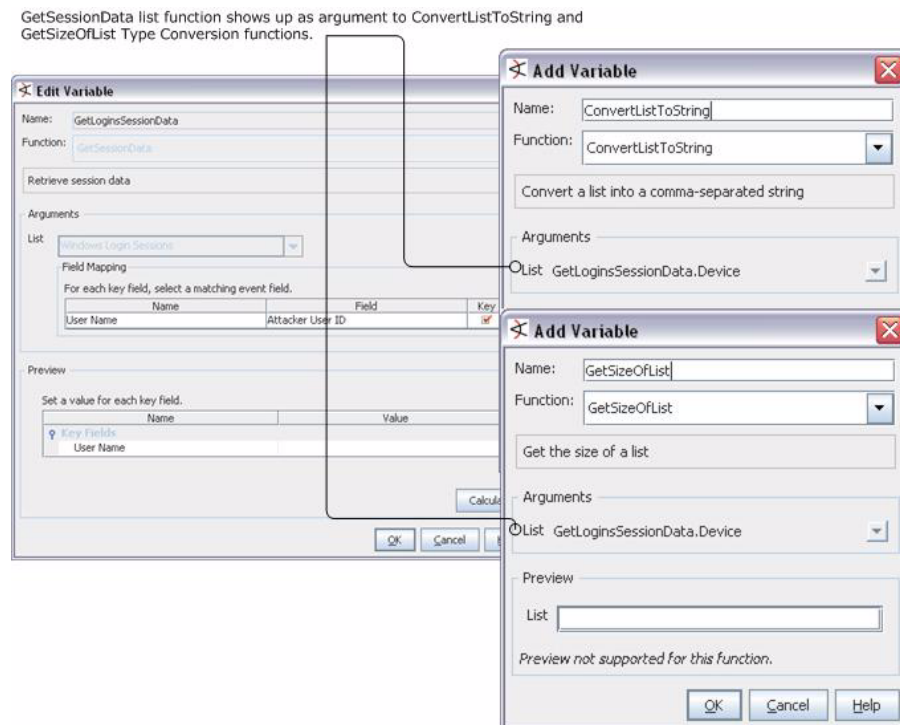 GetSessionData list function shows up as argument to ConvertListToString and
GetSizeOfList Type Conversion functions.
Edit Variable
Name: GetLoginsSessionData
Function: GetSessionData
Retrieve session data
Arguments
List Windows Login Sessions
Field Mapping
For each key field, select a matching event field.
Name Field Key
User Name Attacker User ID
Preview
Set a value for each key field.
Name Value
Key Fields
User Name
OK Cancel
Add Variable
Name: ConvertListToString
Function: ConvertListToString
Convert a list into a comma-separated string
Arguments
List GetLoginsSessionData.Device
Add Variable
Name: GetSizeOfList
Function: GetSizeOfList
Get the size of a list
Arguments
List GetLoginsSessionData.Device
Preview
List
Preview not supported for this function.
OK Cancel Help